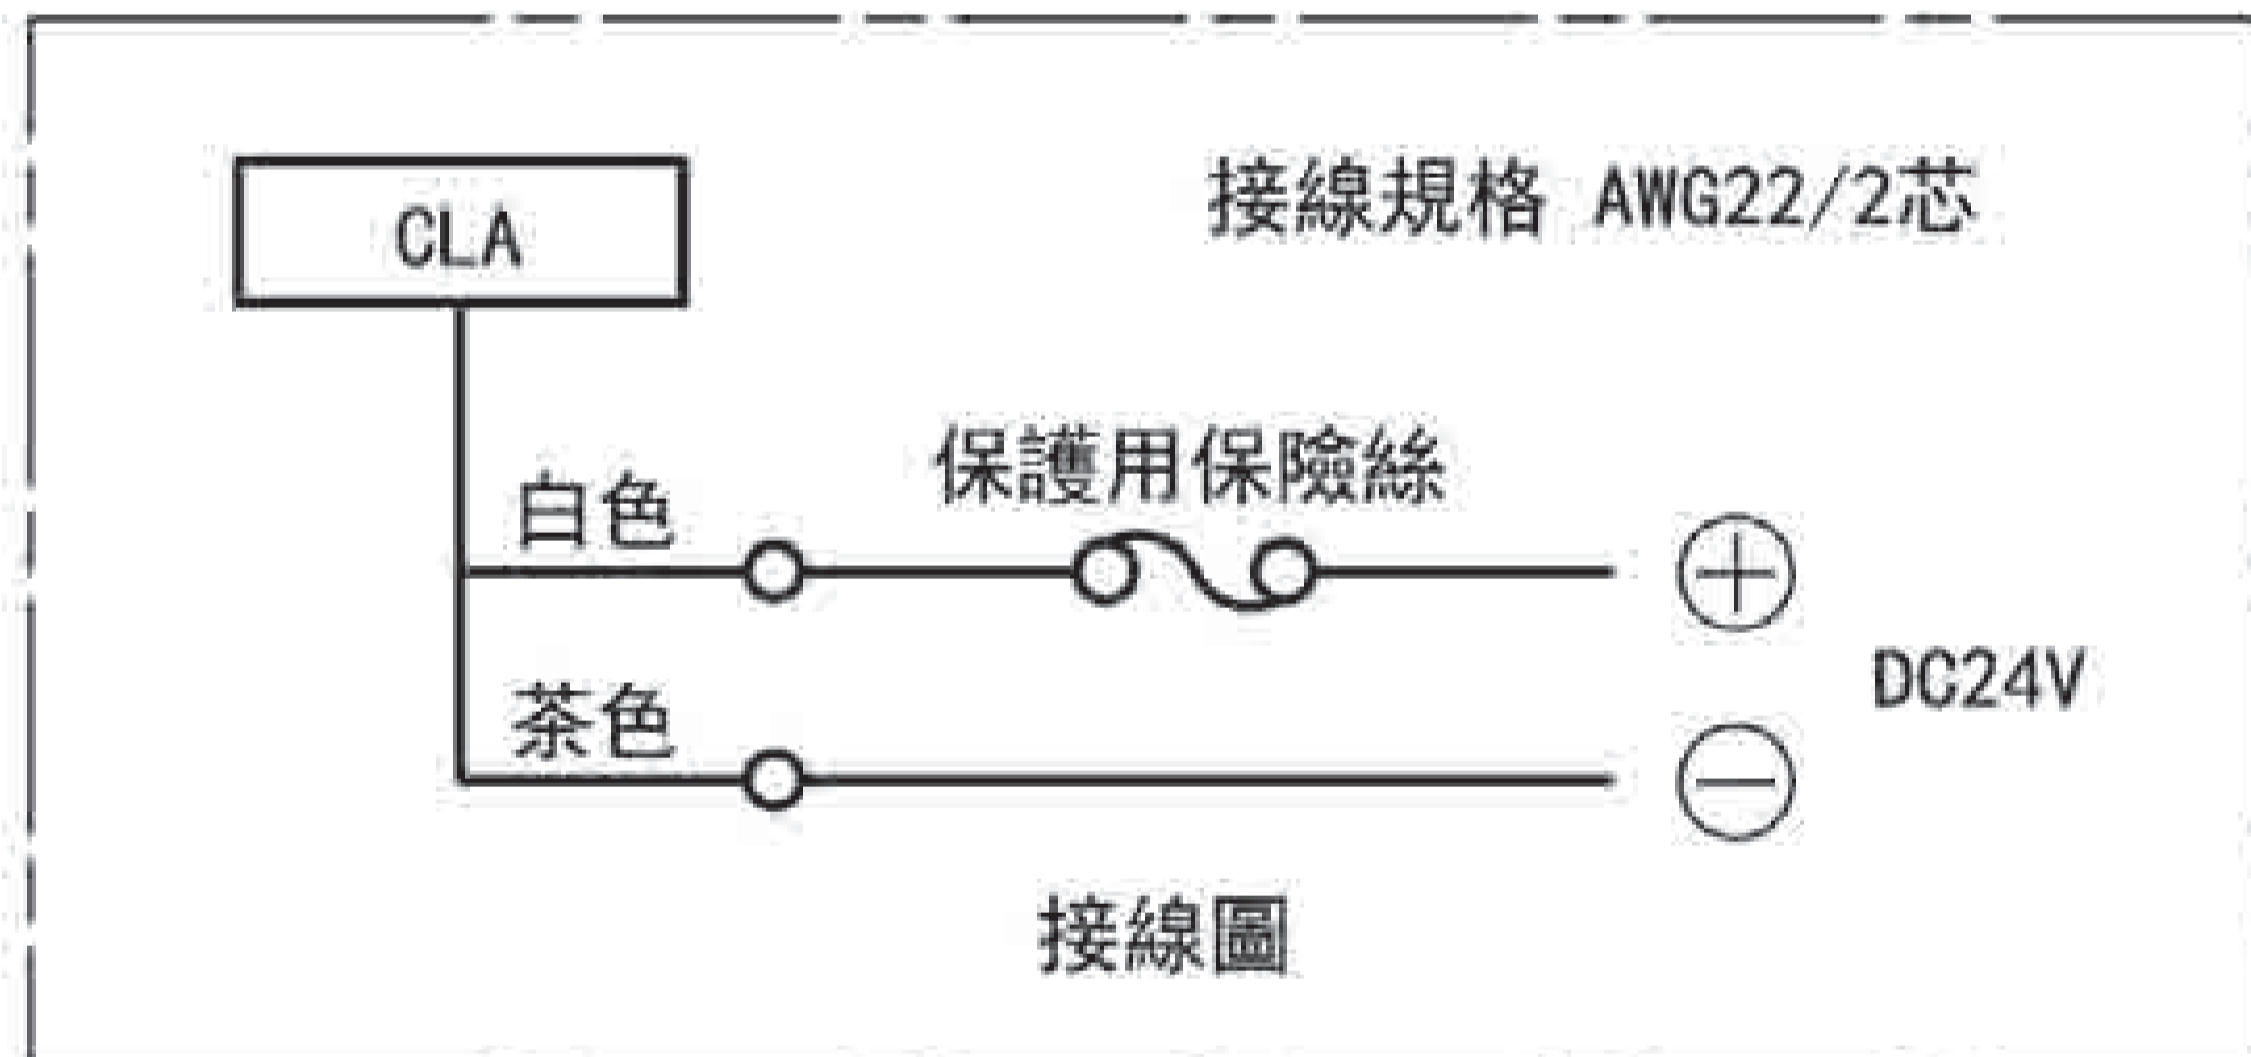 接線規格 AWG22/2芯
CLA
保護用保險絲
白色
茶色
DC24V
接線圖